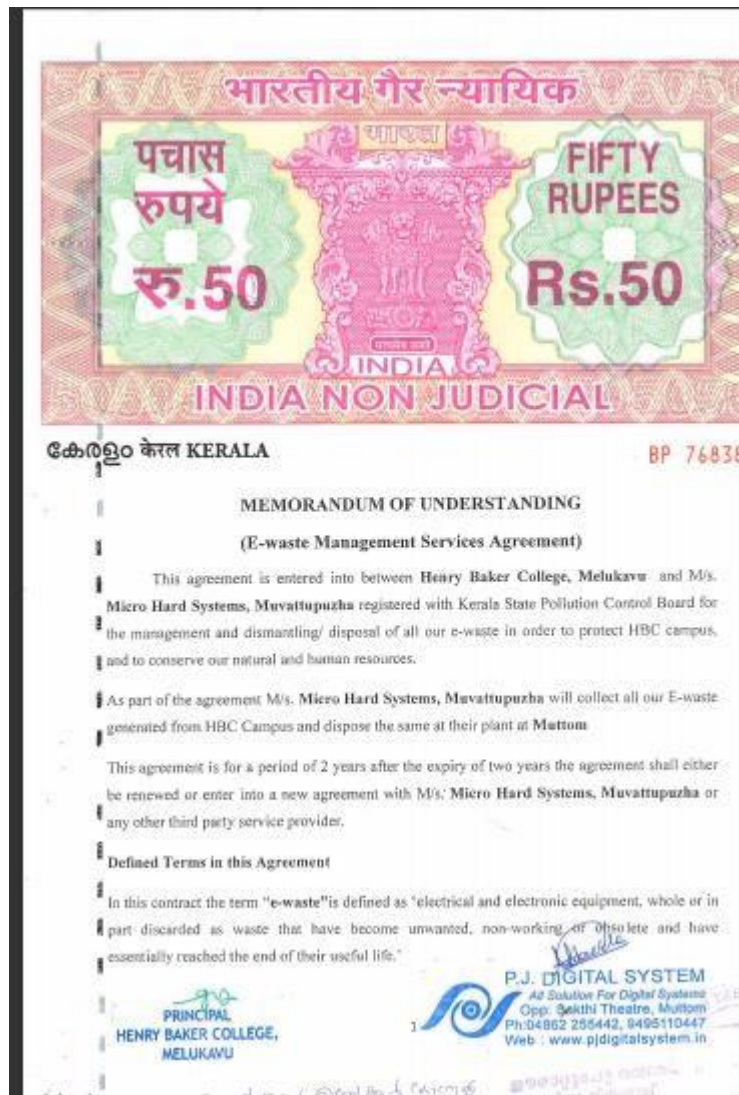 भारतीय गैर न्यायिक
भारत
पचास
रुपये
रु.50
FIFTY
RUPEES
Rs.50
सत्यमेव जयते
INDIA
INDIA NON JUDICIAL
കേരളം केरल KERALA
BP 76838
MEMORANDUM OF UNDERSTANDING
(E-waste Management Services Agreement)
This agreement is entered into between Henry Baker College, Melukavu and M/s.
Micro Hard Systems, Muvattupuzha registered with Kerala State Pollution Control Board for
the management and dismantling/ disposal of all our e-waste in order to protect HBC campus,
and to conserve our natural and human resources.
As part of the agreement M/s. Micro Hard Systems, Muvattupuzha will collect all our E-waste
generated from HBC Campus and dispose the same at their plant at Muttom
This agreement is for a period of 2 years after the expiry of two years the agreement shall either
be renewed or enter into a new agreement with M/s. Micro Hard Systems, Muvattupuzha or
any other third party service provider.
Defined Terms in this Agreement
In this contract the term "e-waste"is defined as "electrical and electronic equipment, whole or in
part discarded as waste that have become unwanted, non-working or obsolete and have
essentially reached the end of their useful life."
PRINCIPAL
HENRY BAKER COLLEGE,
MELUKAVU
1
P.J. DIGITAL SYSTEM
All Solution For Digital Systems
Opp: Sakthi Theatre, Muttom
Ph:04862 255442, 9495110447
Web : www.pjdigitalsystem.in